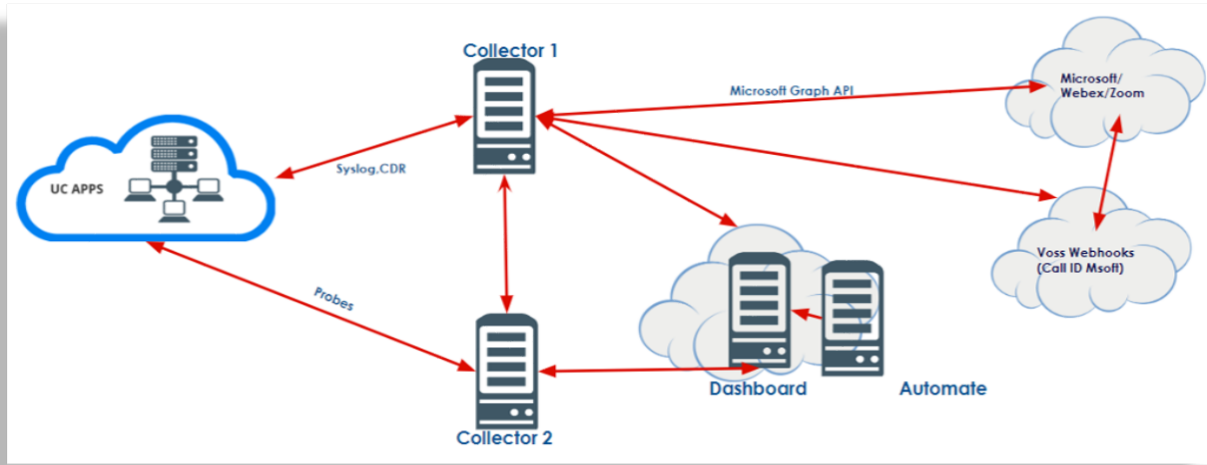 Collector 1
Microsoft Graph API
Microsoft/
Webex/Zoom
Syslog,CDR
UC APPS
Voss Webhooks
(Call ID Msoft)
Probes
Dashboard
Automate
Collector 2